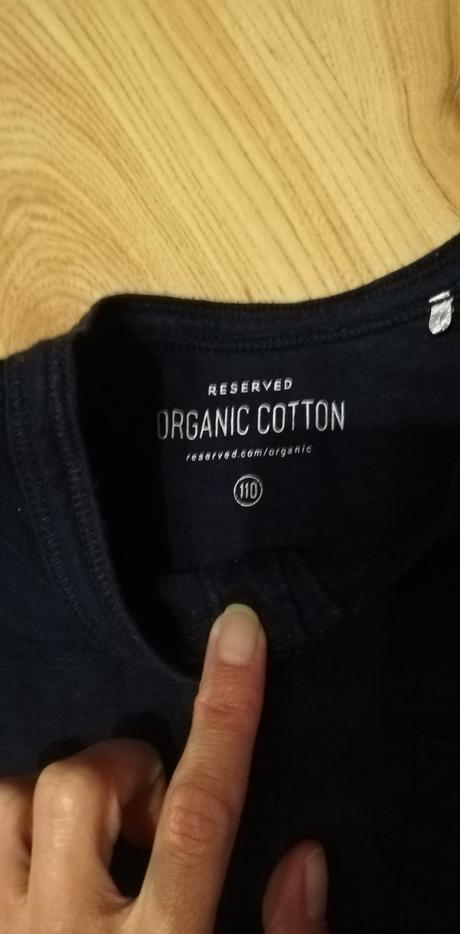 RESERVED
ORGANIC COTTON
reserved.com/organic
110